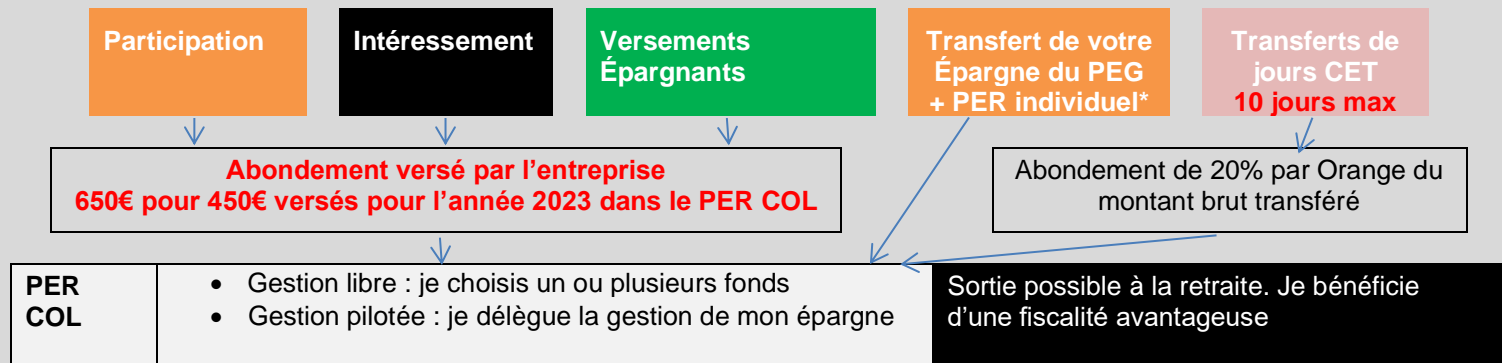 Participation
Intéressement
Versements
Épargnants
Transfert de votre
Épargne du PEG
+ PER individuel*
Transferts de
jours CET
10 jours max
Abondement versé par l’entreprise
650€ pour 450€ versés pour l’année 2023 dans le PER COL
Abondement de 20% par Orange du
montant brut transféré
PER
COL
• Gestion libre : je choisis un ou plusieurs fonds
• Gestion pilotée : je délègue la gestion de mon épargne
Sortie possible à la retraite. Je bénéficie
d’une fiscalité avantageuse